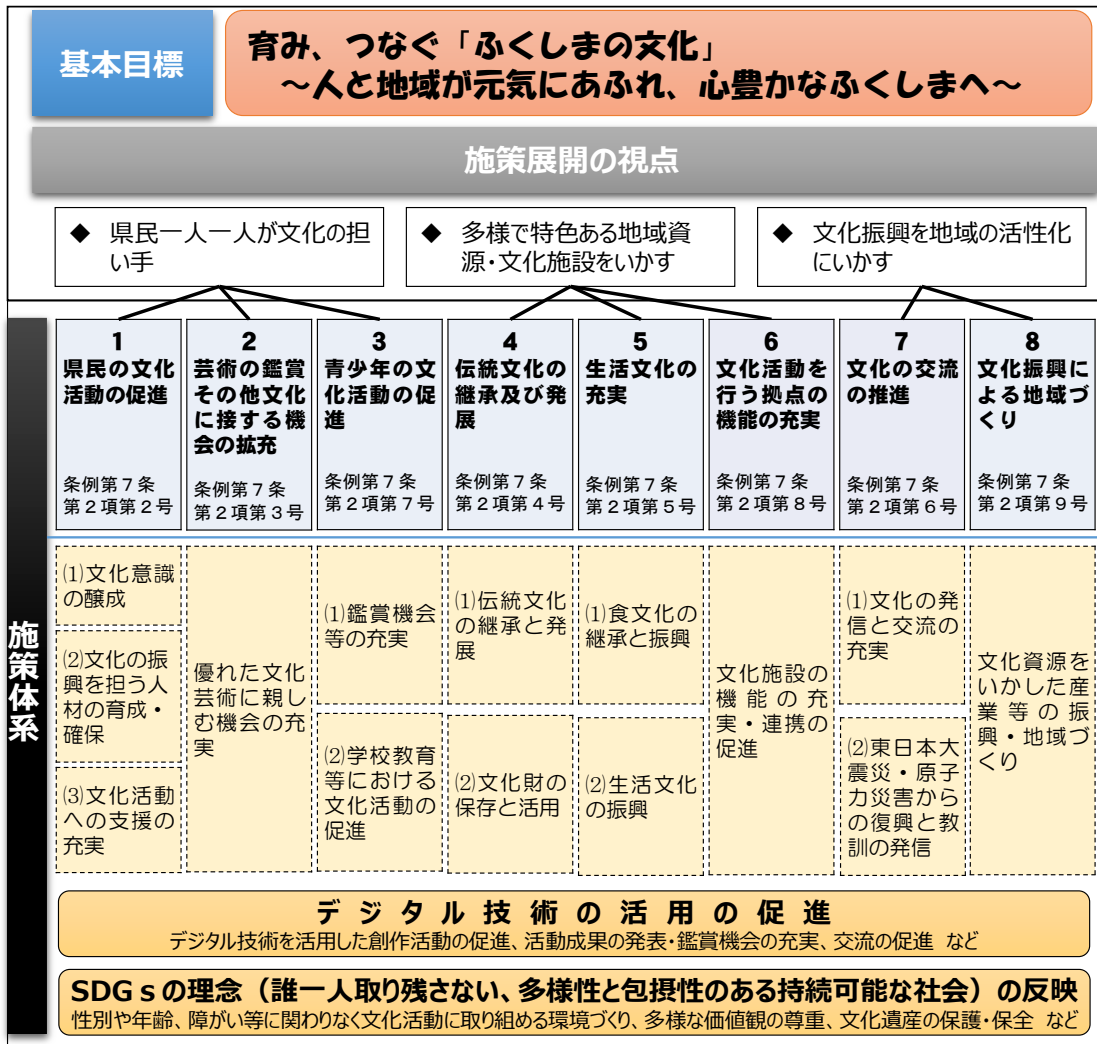 基本目標
育み、つなぐ「ふくしまの文化」
～人と地域が元気にあふれ、心豊かなふくしまへ～
施策展開の視点
◆ 県民一人一人が文化の担
い手
◆ 多様で特色ある地域資
源・文化施設をいかす
◆ 文化振興を地域の活性化
にいかす
施策体系
1
県民の文化
活動の促進
条例第７条
第２項第２号
2
芸術の鑑賞
その他文化
に接する機
会の拡充
条例第７条
第２項第３号
3
青少年の文
化活動の促
進
条例第７条
第２項第７号
4
伝統文化の
継承及び発
展
条例第７条
第２項第４号
5
生活文化の
充実
条例第７条
第２項第５号
6
文化活動を
行う拠点の
機能の充実
条例第７条
第２項第８号
7
文化の交流
の推進
条例第７条
第２項第６号
8
文化振興に
よる地域づ
くり
条例第７条
第２項第９号
⑴文化意識
の醸成
⑵文化の振
興を担う人
材の育成・
確保
⑶文化活動
への支援の
充実
優れた文化
芸術に親し
む機会の充
実
⑴鑑賞機会
等の充実
⑵学校教育
等における
文化活動の
促進
⑴伝統文化
の継承と発
展
⑵文化財の
保存と活用
⑴食文化の
継承と振興
⑵生活文化
の振興
文化施設の
機能の充
実・連携の
促進
⑴文化の発
信と交流の
充実
⑵東日本大
震災・原子
力災害から
の復興と教
訓の発信
文化資源を
いかした産
業等の振
興・地域づ
くり
デジタル技術の活用の促進
デジタル技術を活用した創作活動の促進、活動成果の発表・鑑賞機会の充実、交流の促進 など
SDGｓの理念（誰一人取り残さない、多様性と包摂性のある持続可能な社会）の反映
性別や年齢、障がい等に関わりなく文化活動に取り組める環境づくり、多様な価値観の尊重、文化遺産の保護・保全 など